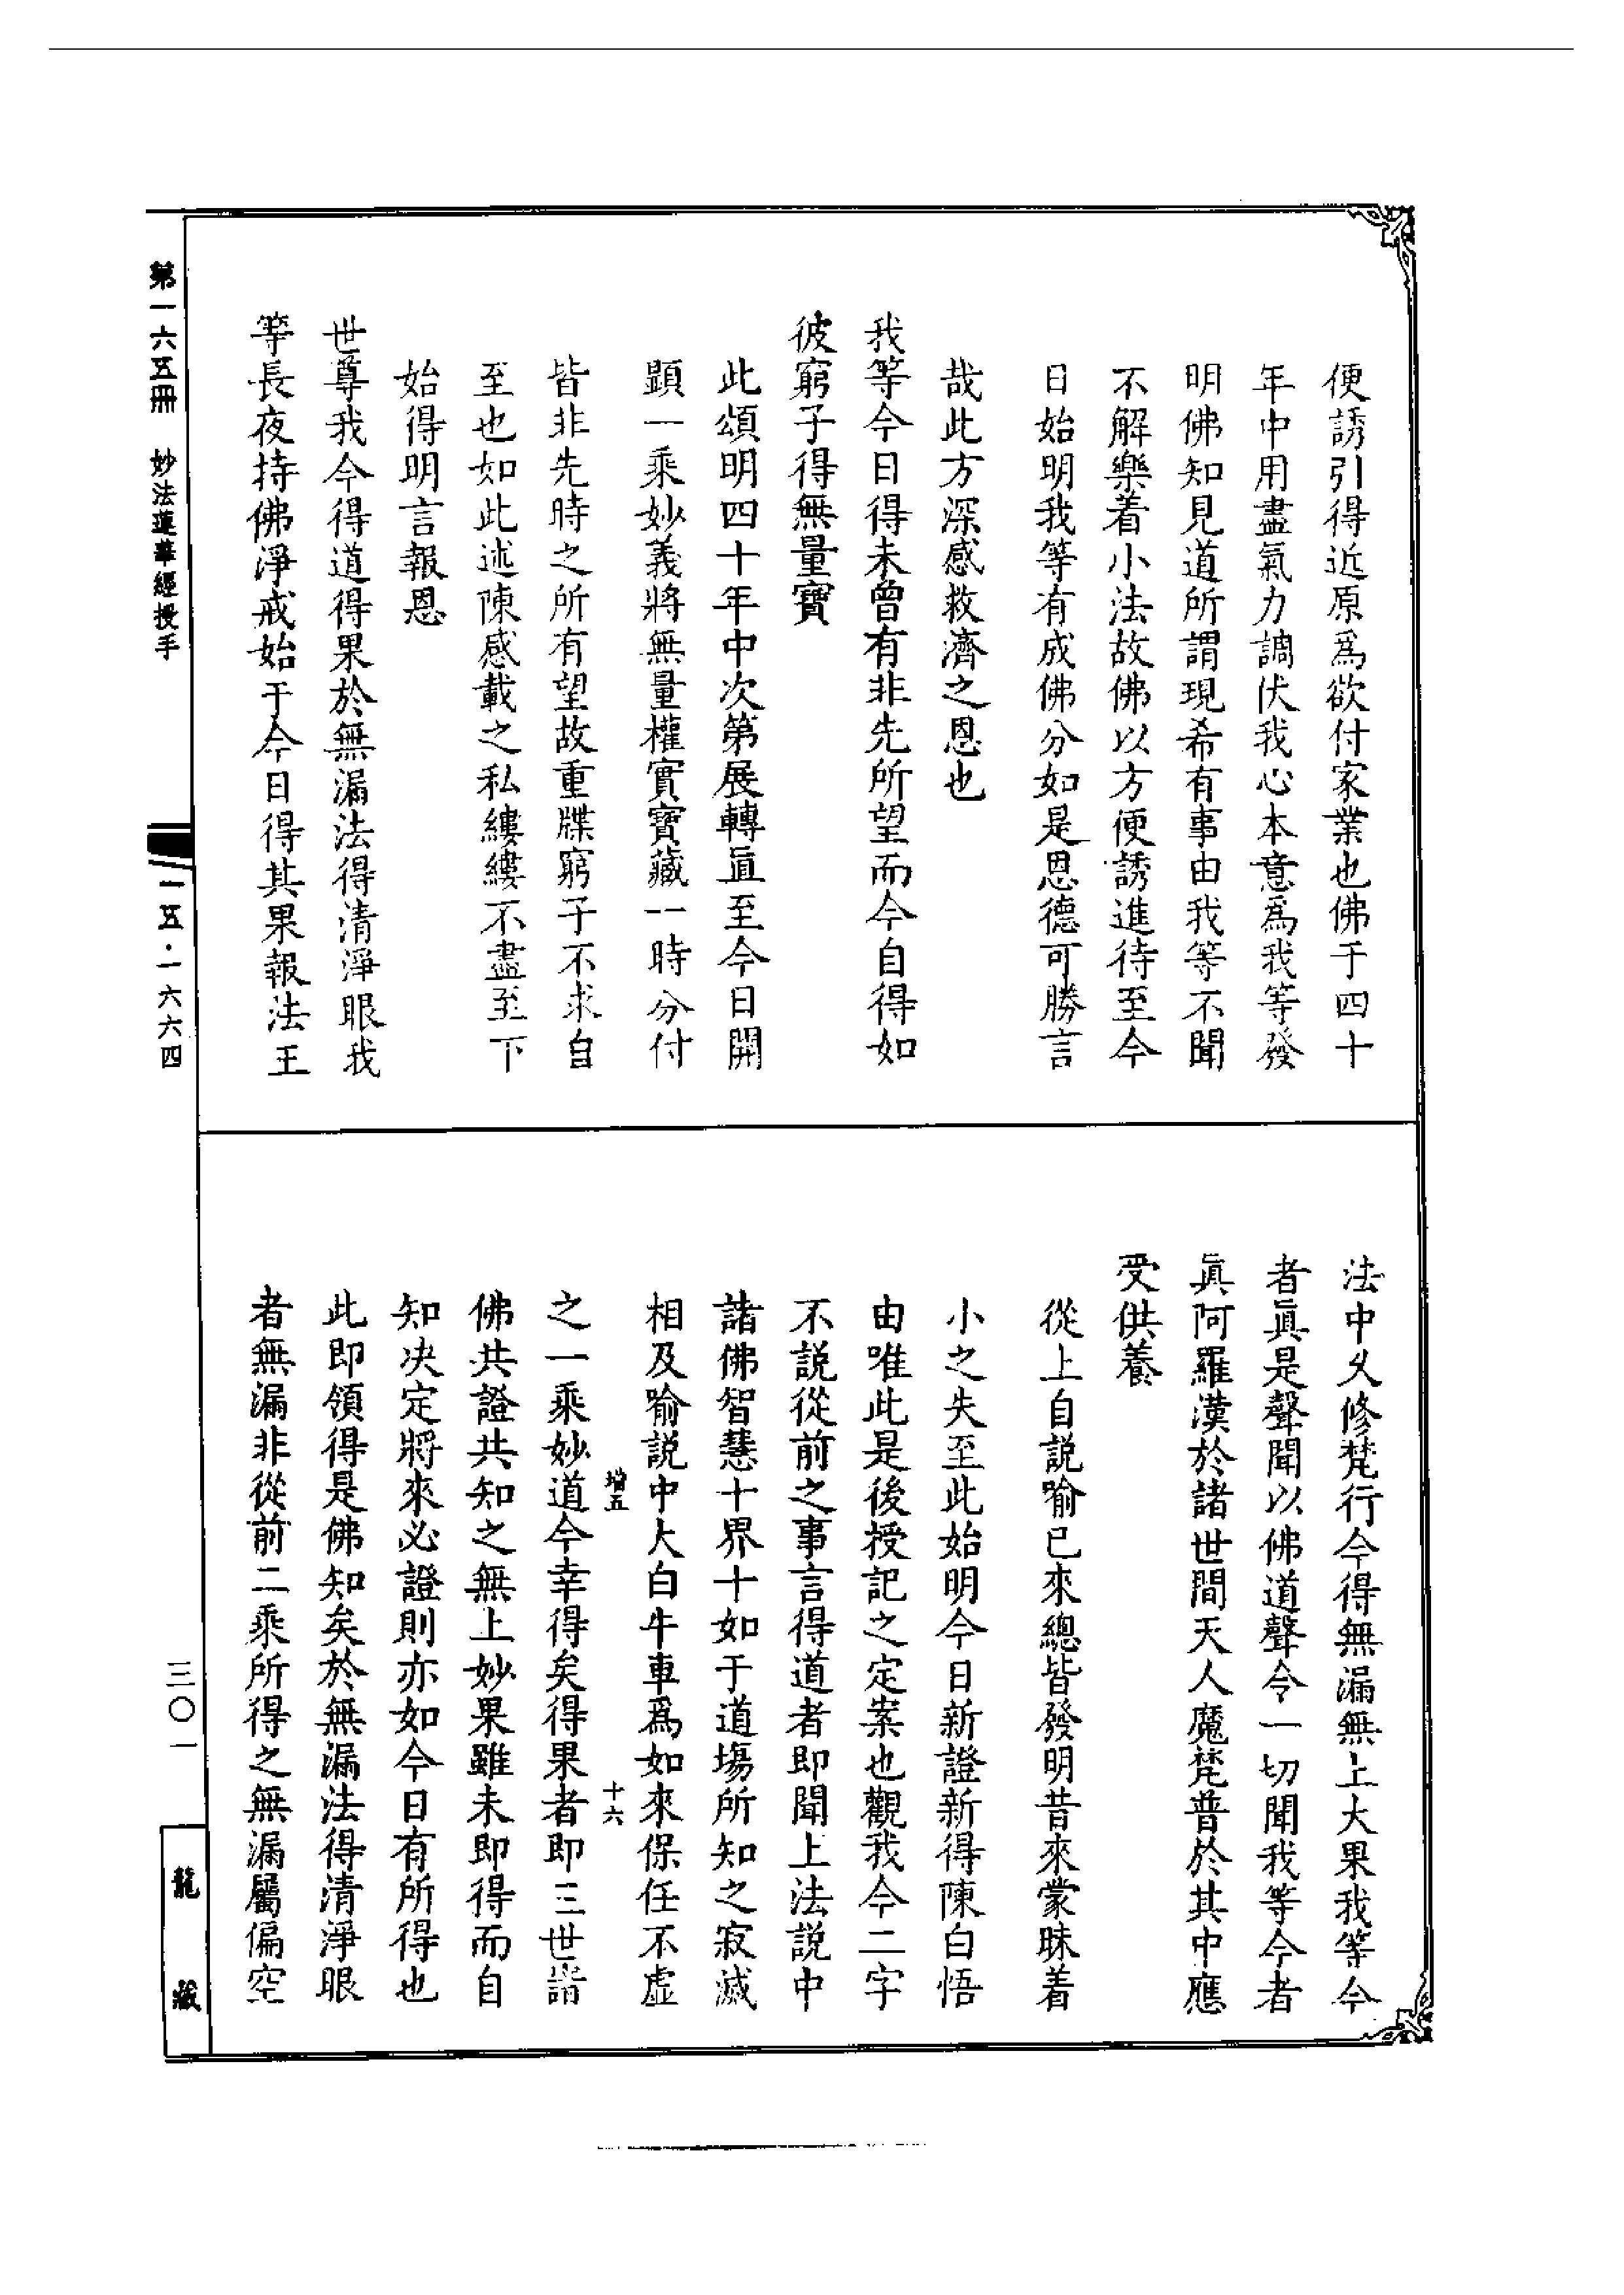 便誘引得近原爲欲付家業也佛于四十
年中用盡氣力調伏我心本意爲我等發
明佛知見道所謂現希有事由我等不聞
不解樂着小法故佛以方便誘進待至今
日始明我等有成佛分如是恩德可勝言
哉此方深感救濟之恩也
我等今日得未曾有非先所望而今自得如
彼窮子得無量寶
此頌明四十年中次第展轉直至今日開
顯一乘妙義將無量權實寶藏一時分付
皆非先時之所有望故重牒窮子不求自
至也如此述陳感載之私縷縷不盡至下
始得明言報恩
世尊我今得道得果於無漏法得清淨眼我
等長夜持佛淨戒始于今日得其果報法王
法中久修梵行今得無漏無上大果我等今
者眞是聲聞以佛道聲令一切聞我等今者
眞阿羅漢於諸世間天人魔梵普於其中應
受供養
從上自說喻已來總皆發明昔來蒙昧着
小之失至此始明今日新證新得陳白悟
由唯此是後授記之定案也觀我今二字
不說從前之事言得道者即聞上法說中
諸佛智慧十界十如于道場所知之寂滅
相及喻說中大白牛車爲如來保任不虛
增五
十六
之一乘妙道今幸得矣得果者即三世諸
佛共證共知之無上妙果雖未即得而自
知決定將來必證則亦如今日有所得也
此即領得是佛知矣於無漏法得清淨眼
者無漏非從前二乘所得之無漏屬偏空
第一六五冊 妙法蓮華經授手
一五·一六六四
三〇一
龍藏